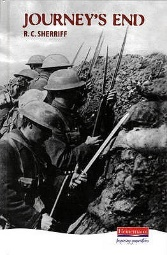 JOURNEY'S END
R. C. SHERRIFF
Heinemann